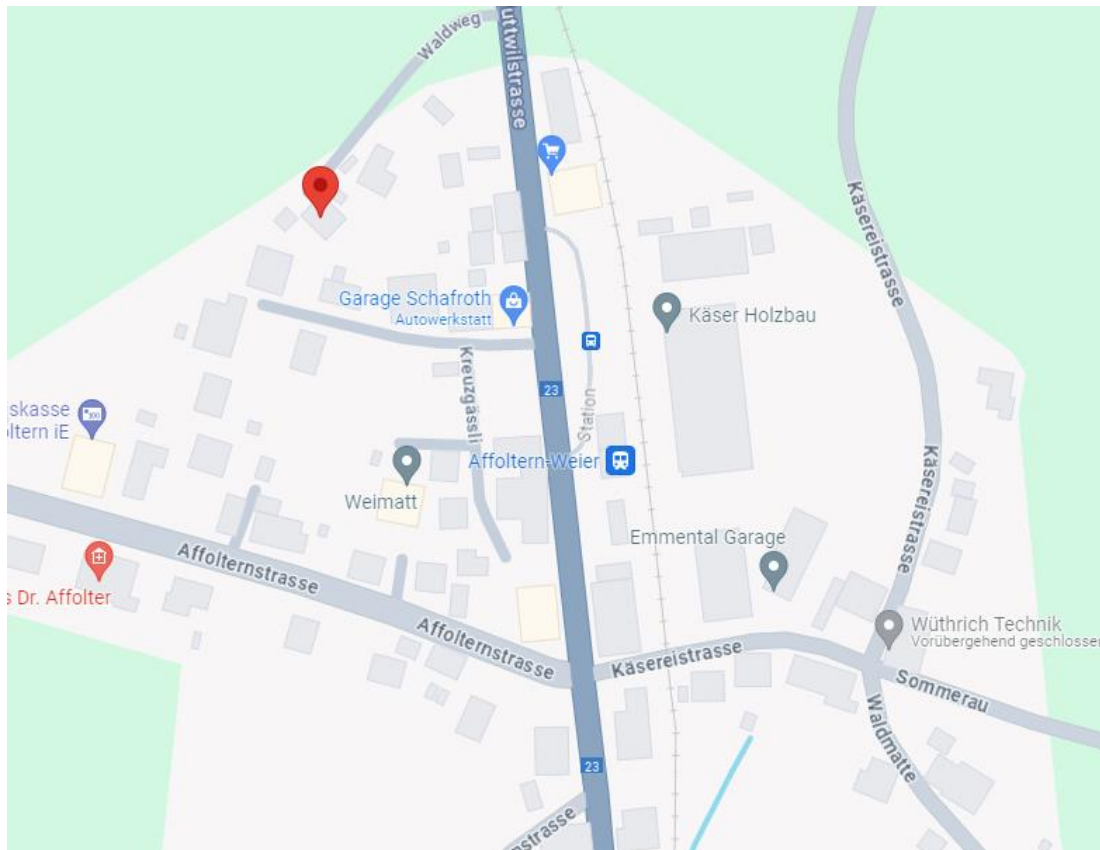 Waldweg
uttwilstrasse
Käsereistrasse
Garage Schafroth
Autowerkstatt
Käser Holzbau
Kreuzgässli
23
Station
skasse
ltern iE
Affoltern-Weier
Käsereistrasse
Weimatt
Emmental Garage
Affolternstrasse
s Dr. Affolter
Affolternstrasse
Käsereistrasse
Wüthrich Technik
Vorübergehend geschlossen
Sommerau
Waldmatte
23
nstrasse